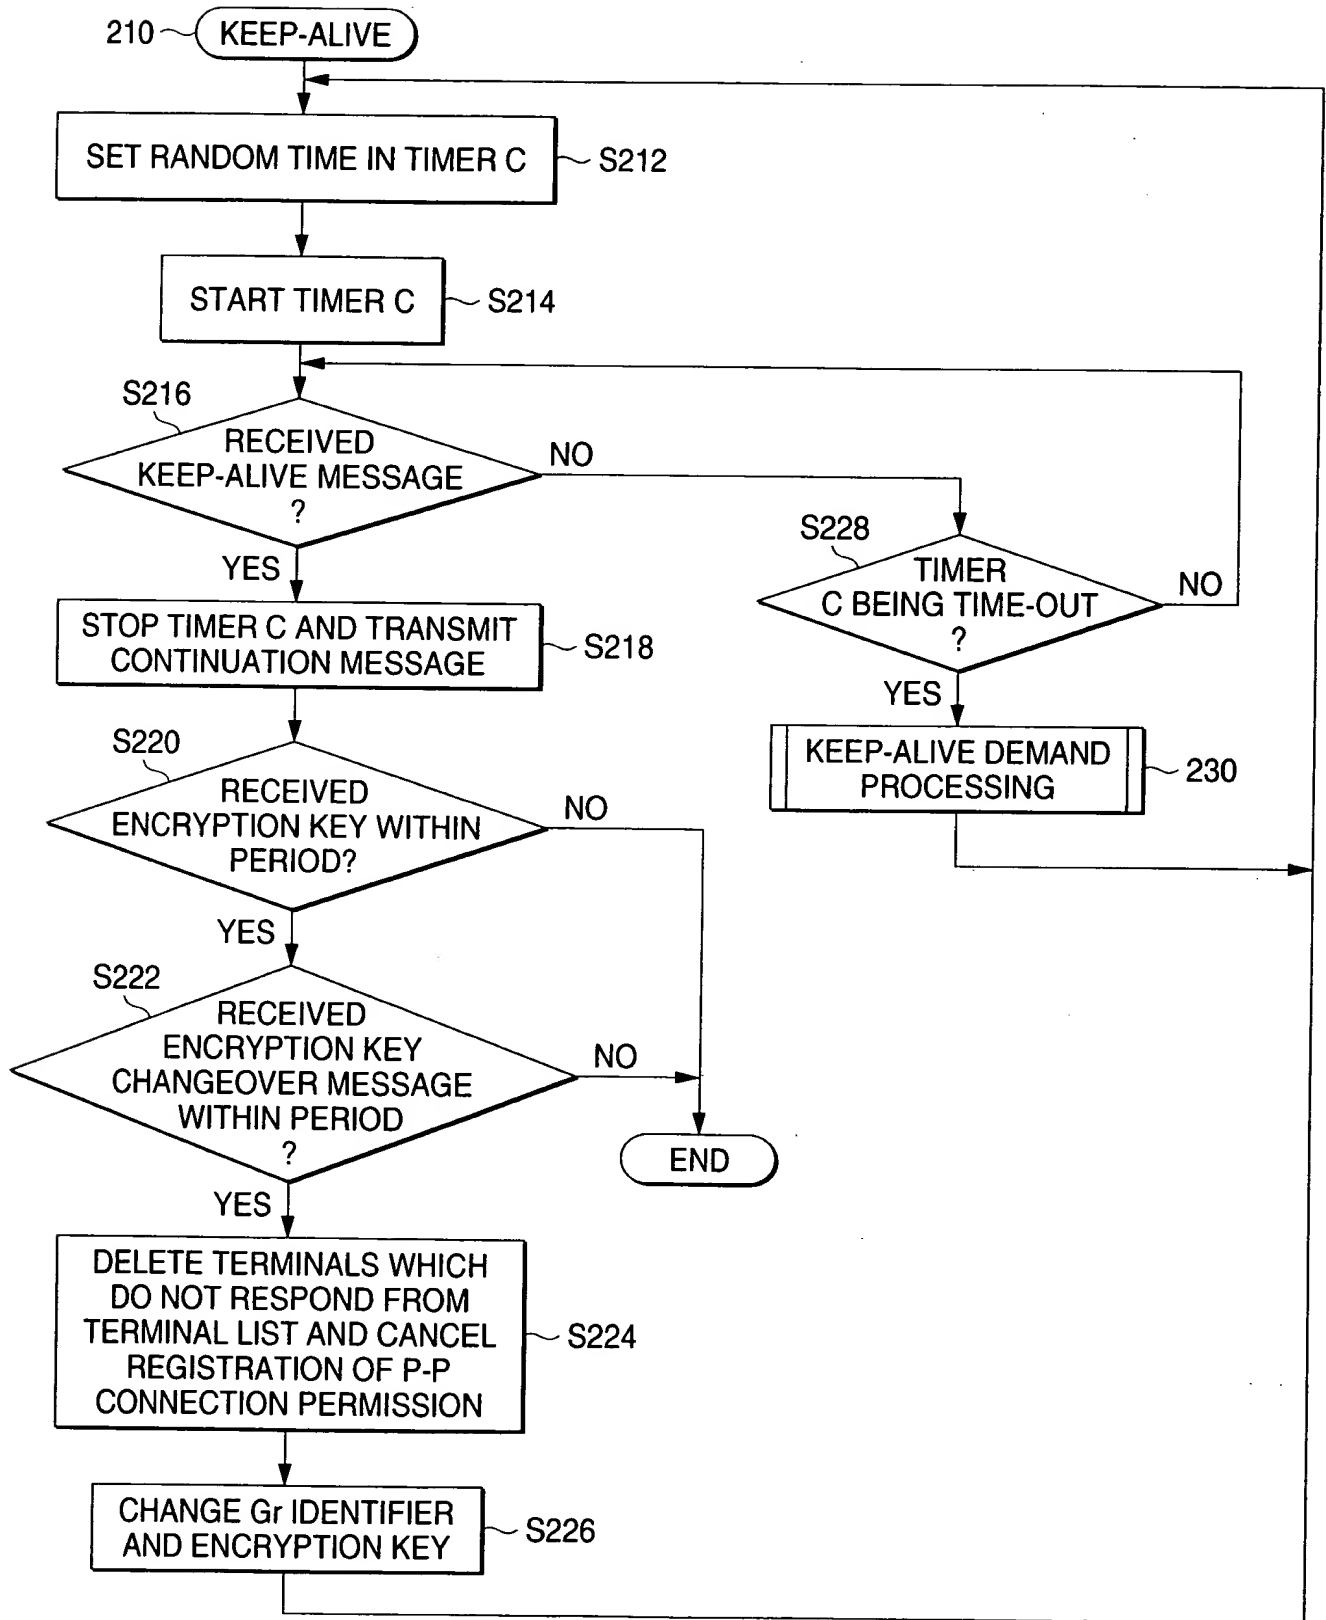 210
KEEP-ALIVE
SET RANDOM TIME IN TIMER C
S212
START TIMER C
S214
S216
RECEIVED
KEEP-ALIVE MESSAGE
?
NO
YES
S228
TIMER
C BEING TIME-OUT
?
NO
YES
STOP TIMER C AND TRANSMIT
CONTINUATION MESSAGE
S218
KEEP-ALIVE DEMAND
PROCESSING
230
S220
RECEIVED
ENCRYPTION KEY WITHIN
PERIOD?
NO
YES
S222
RECEIVED
ENCRYPTION KEY
CHANGEOVER MESSAGE
WITHIN PERIOD
?
NO
YES
END
DELETE TERMINALS WHICH
DO NOT RESPOND FROM
TERMINAL LIST AND CANCEL
REGISTRATION OF P-P
CONNECTION PERMISSION
S224
CHANGE Gr IDENTIFIER
AND ENCRYPTION KEY
S226